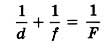 1/d + 1/f = 1/F